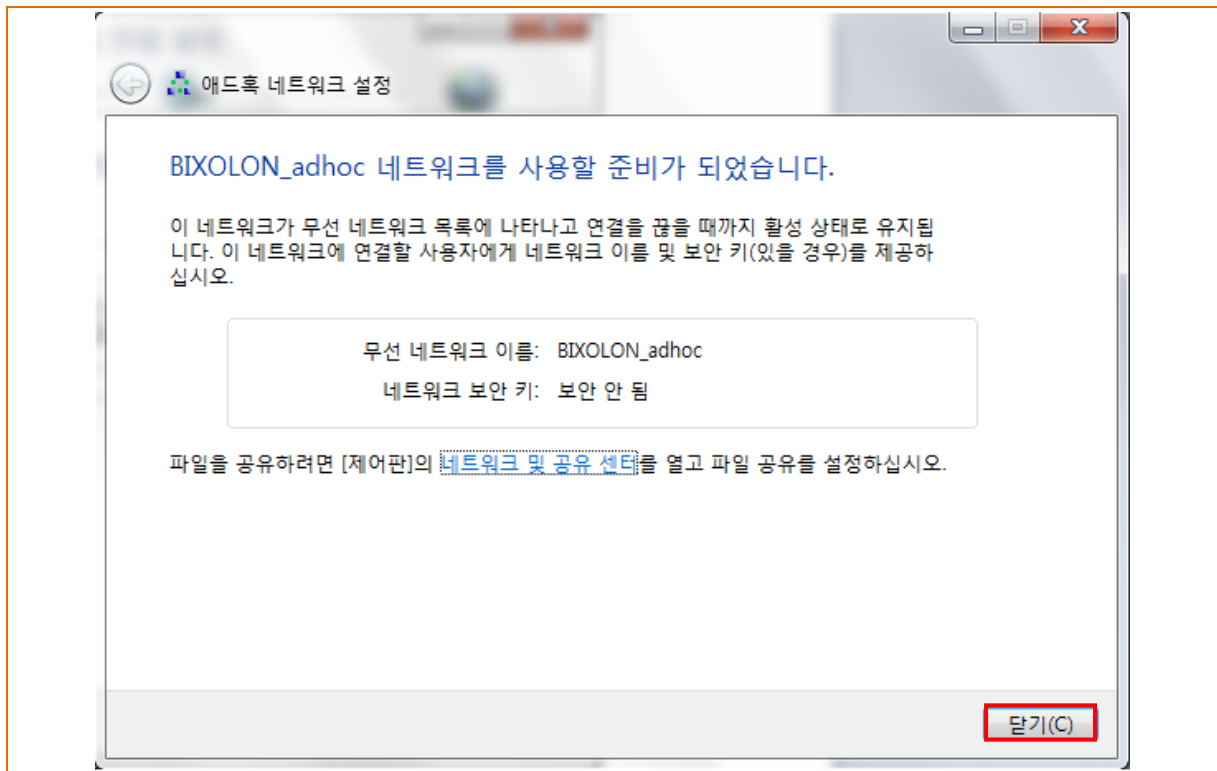 애드혹 네트워크 설정
BIXOLON_adhoc 네트워크를 사용할 준비가 되었습니다.
이 네트워크가 무선 네트워크 목록에 나타나고 연결을 끊을 때까지 활성 상태로 유지됩
니다. 이 네트워크에 연결할 사용자에게 네트워크 이름 및 보안 키(있을 경우)를 제공하
십시오.
무선 네트워크 이름: BIXOLON_adhoc
네트워크 보안 키: 보안 안 됨
파일을 공유하려면 [제어판]의 네트워크 및 공유 센터를 열고 파일 공유를 설정하십시오.
닫기(C)